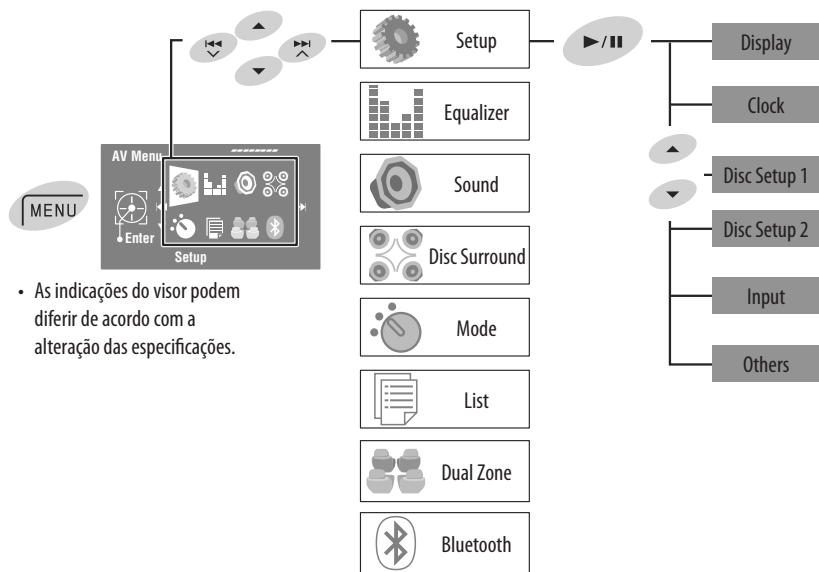 Setup
Display
Equalizer
Clock
AV Menu
Sound
Disc Setup 1
MENU
Enter
Setup
Disc Surround
Disc Setup 2
• As indicações do visor podem
diferir de acordo com a
alteração das especificações.
Mode
Input
List
Others
Dual Zone
Bluetooth